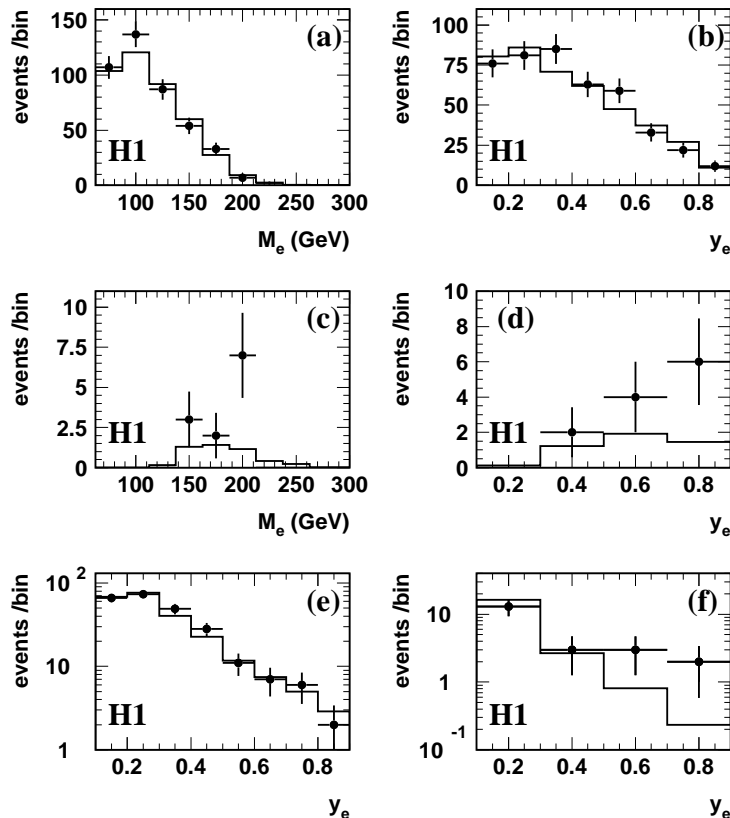 events /bin
150
100
50
0
(a)
H1
100 150 200 250 300
M_e (GeV)
events /bin
100
75
50
25
0
(b)
H1
0.2 0.4 0.6 0.8
y_e
events /bin
10
7.5
5
2.5
0
(c)
H1
100 150 200 250 300
M_e (GeV)
events /bin
10
8
6
4
2
0
(d)
H1
0.2 0.4 0.6 0.8
y_e
events /bin
10^2
10
1
(e)
H1
0.2 0.4 0.6 0.8
y_e
events /bin
10
1
10^-1
(f)
H1
0.2 0.4 0.6 0.8
y_e